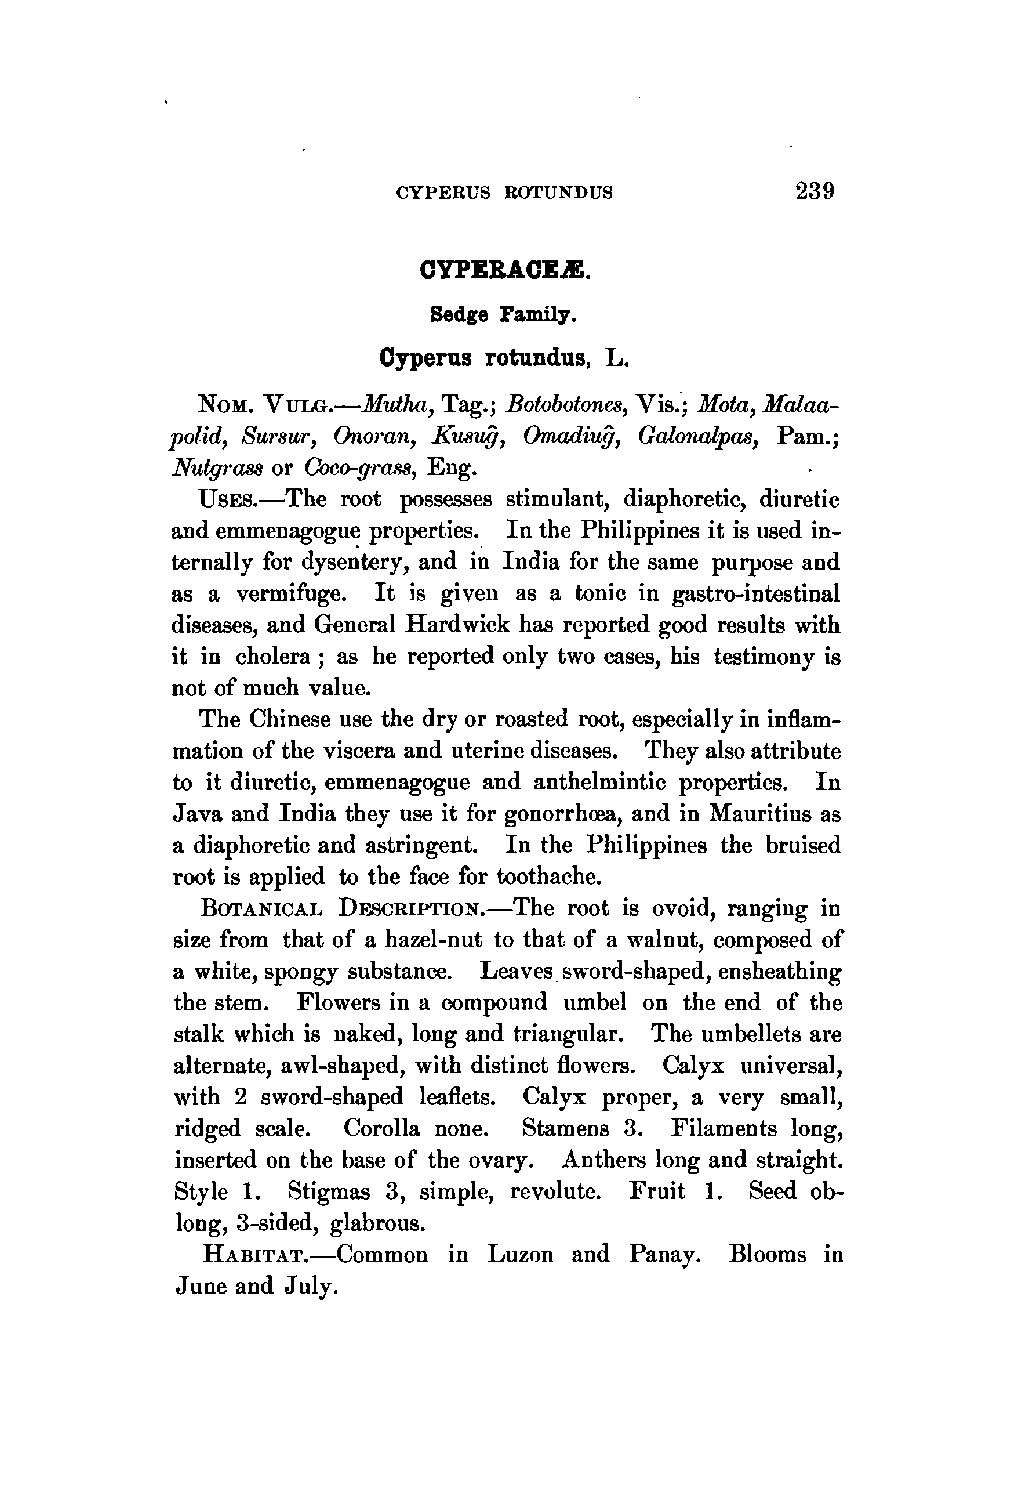 CYPERUS ROTUNDUS 239
CYPERACEÆ.
Sedge Family.
Cyperus rotundus, L.
NOM. VULG.—Mutha, Tag.; Botobotones, Vis.; Mota, Malaa-
polid, Sursur, Onoran, Kusug̃, Omadiug̃, Galonalpas, Pam.;
Nutgrass or Coco-grass, Eng.
USES.—The root possesses stimulant, diaphoretic, diuretic
and emmenagogue properties. In the Philippines it is used in-
ternally for dysentery, and in India for the same purpose and
as a vermifuge. It is given as a tonic in gastro-intestinal
diseases, and General Hardwick has reported good results with
it in cholera; as he reported only two cases, his testimony is
not of much value.
The Chinese use the dry or roasted root, especially in inflam-
mation of the viscera and uterine diseases. They also attribute
to it diuretic, emmenagogue and anthelmintic properties. In
Java and India they use it for gonorrhœa, and in Mauritius as
a diaphoretic and astringent. In the Philippines the bruised
root is applied to the face for toothache.
BOTANICAL DESCRIPTION.—The root is ovoid, ranging in
size from that of a hazel-nut to that of a walnut, composed of
a white, spongy substance. Leaves sword-shaped, ensheathing
the stem. Flowers in a compound umbel on the end of the
stalk which is naked, long and triangular. The umbellets are
alternate, awl-shaped, with distinct flowers. Calyx universal,
with 2 sword-shaped leaflets. Calyx proper, a very small,
ridged scale. Corolla none. Stamens 3. Filaments long,
inserted on the base of the ovary. Anthers long and straight.
Style 1. Stigmas 3, simple, revolute. Fruit 1. Seed ob-
long, 3-sided, glabrous.
HABITAT.—Common in Luzon and Panay. Blooms in
June and July.